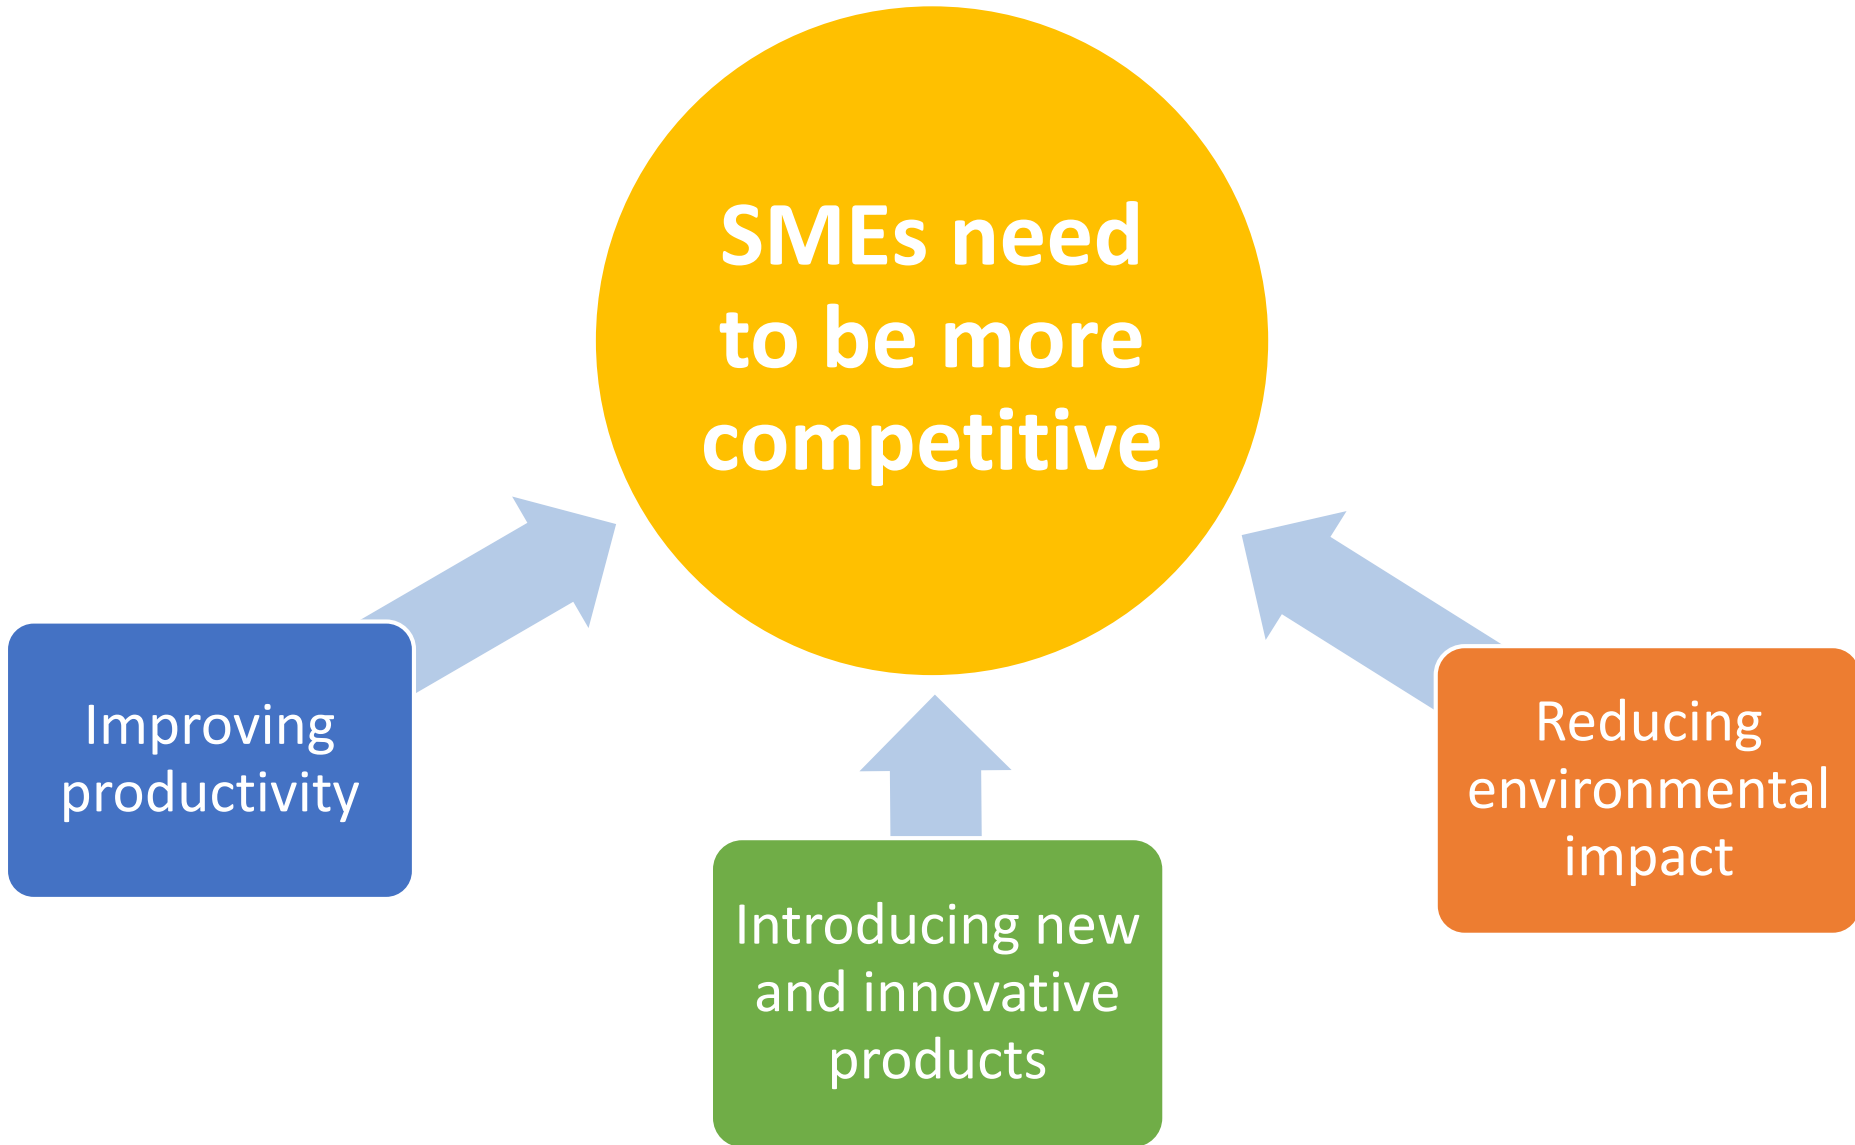 SMEs need
to be more
competitive
Improving
productivity
Introducing new
and innovative
products
Reducing
environmental
impact